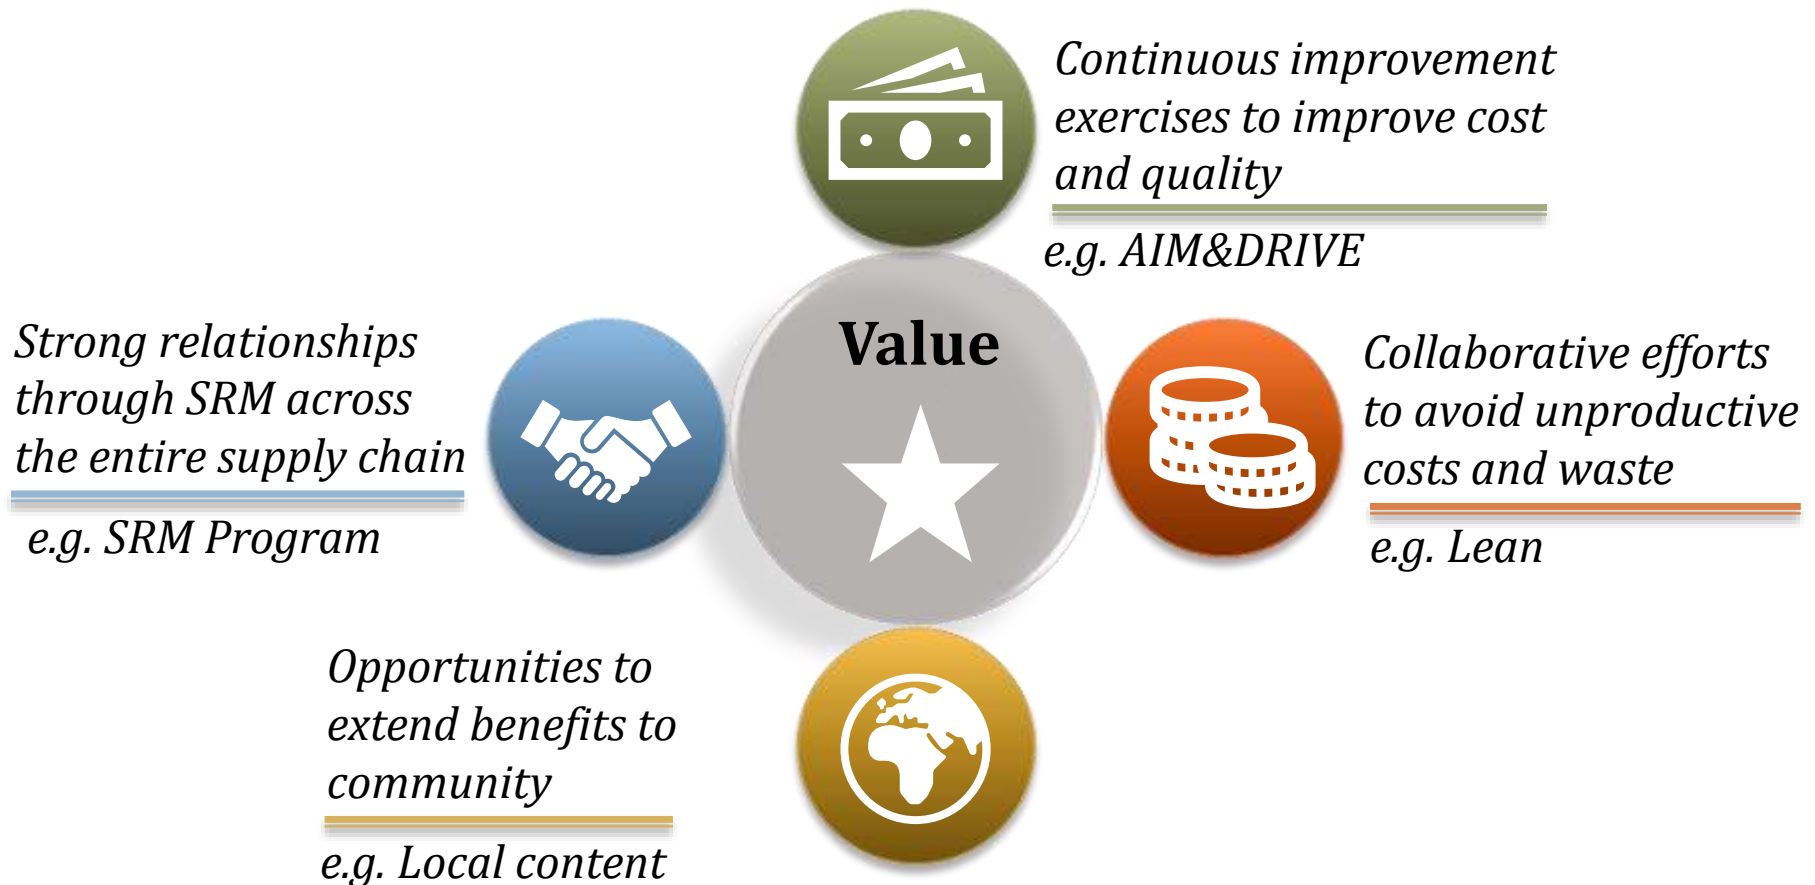 Continuous improvement
exercises to improve cost
and quality
e.g. AIM&DRIVE
Value
Strong relationships
through SRM across
the entire supply chain
e.g. SRM Program
Collaborative efforts
to avoid unproductive
costs and waste
e.g. Lean
Opportunities to
extend benefits to
community
e.g. Local content